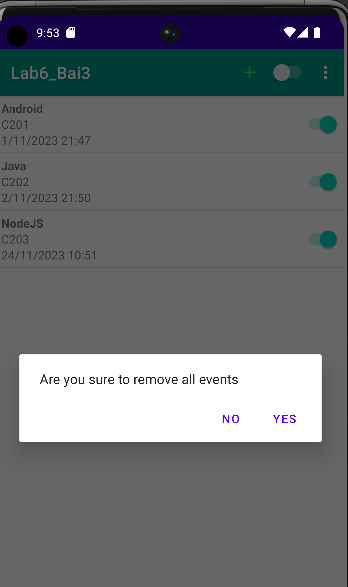 9:53
Lab6_Bai3
Android
C201
1/11/2023 21:47
Java
C202
2/11/2023 21:50
NodeJS
C203
24/11/2023 10:51
Are you sure to remove all events
NO YES